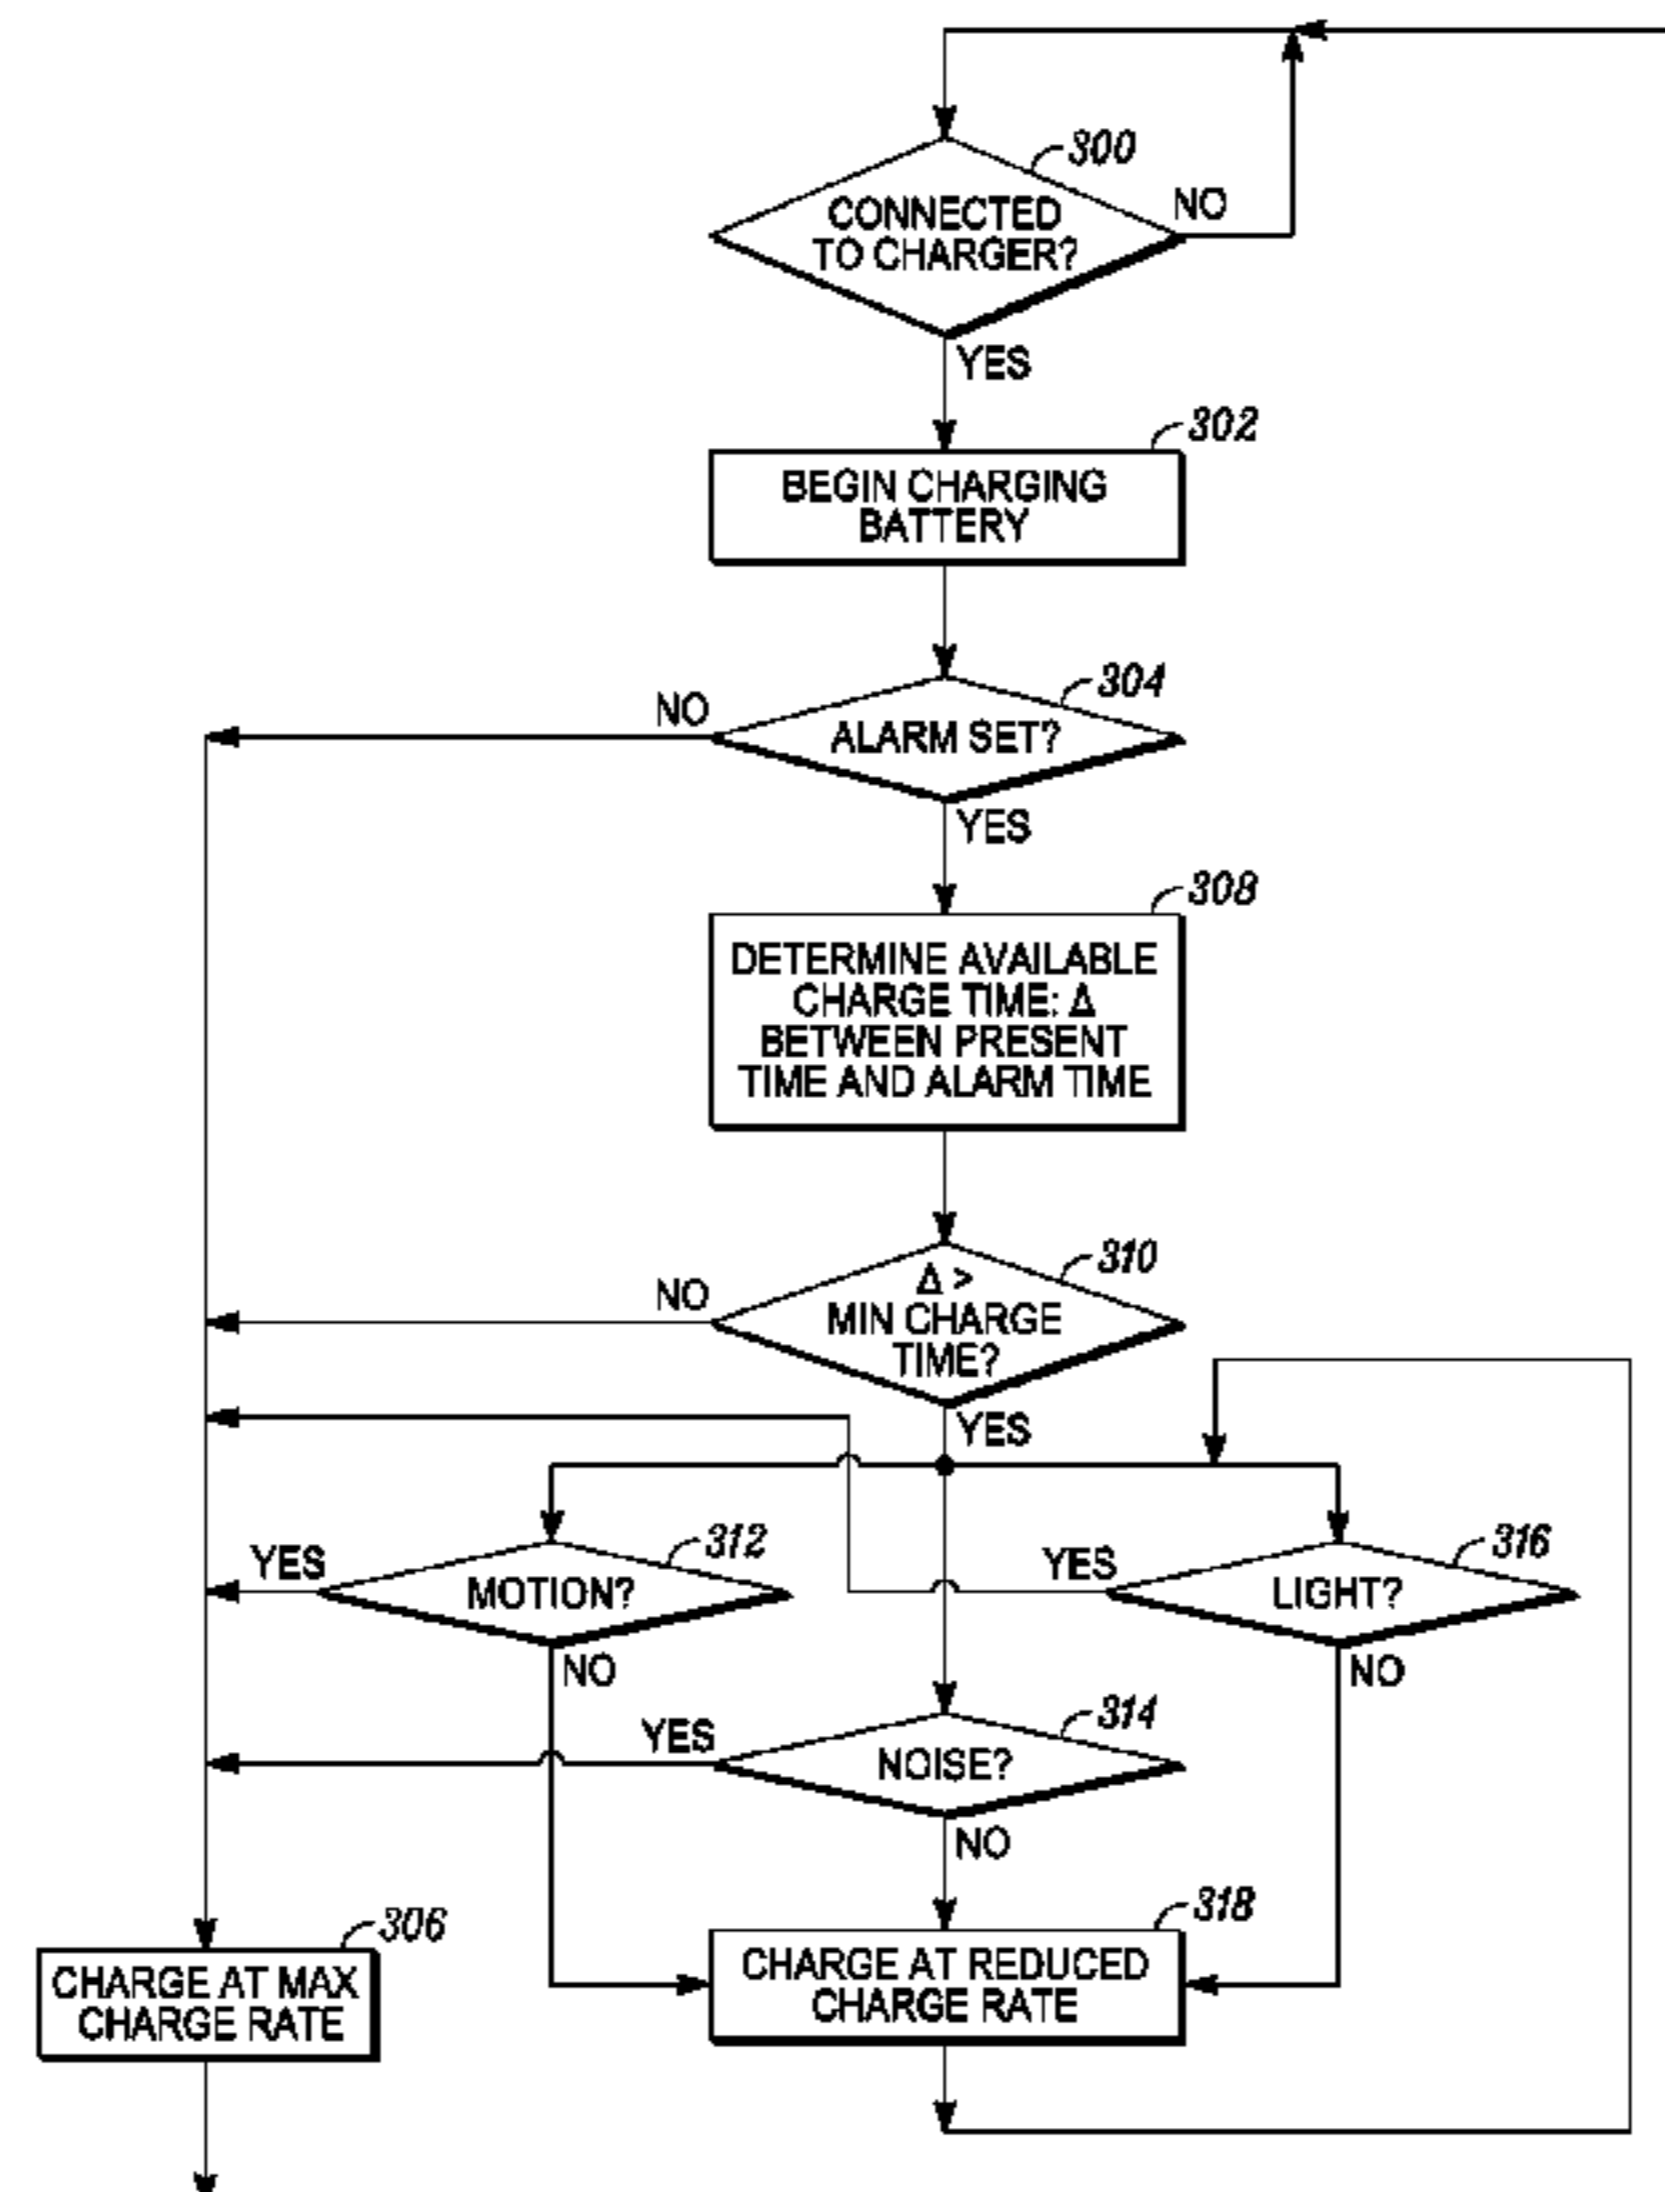 300
CONNECTED
TO CHARGER?
NO
YES
302
BEGIN CHARGING
BATTERY
304
NO
ALARM SET?
YES
308
DETERMINE AVAILABLE
CHARGE TIME: Δ
BETWEEN PRESENT
TIME AND ALARM TIME
310
NO
Δ >
MIN CHARGE
TIME?
YES
312
YES
MOTION?
NO
316
YES
LIGHT?
NO
314
YES
NOISE?
NO
306
CHARGE AT MAX
CHARGE RATE
318
CHARGE AT REDUCED
CHARGE RATE